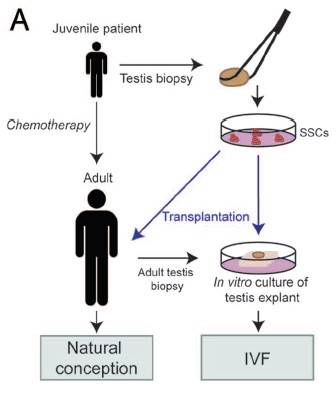 A
Juvenile patient
Testis biopsy
Chemotherapy
SSCs
Adult
Transplantation
Adult testis
biopsy
In vitro culture of
testis explant
Natural
conception
IVF